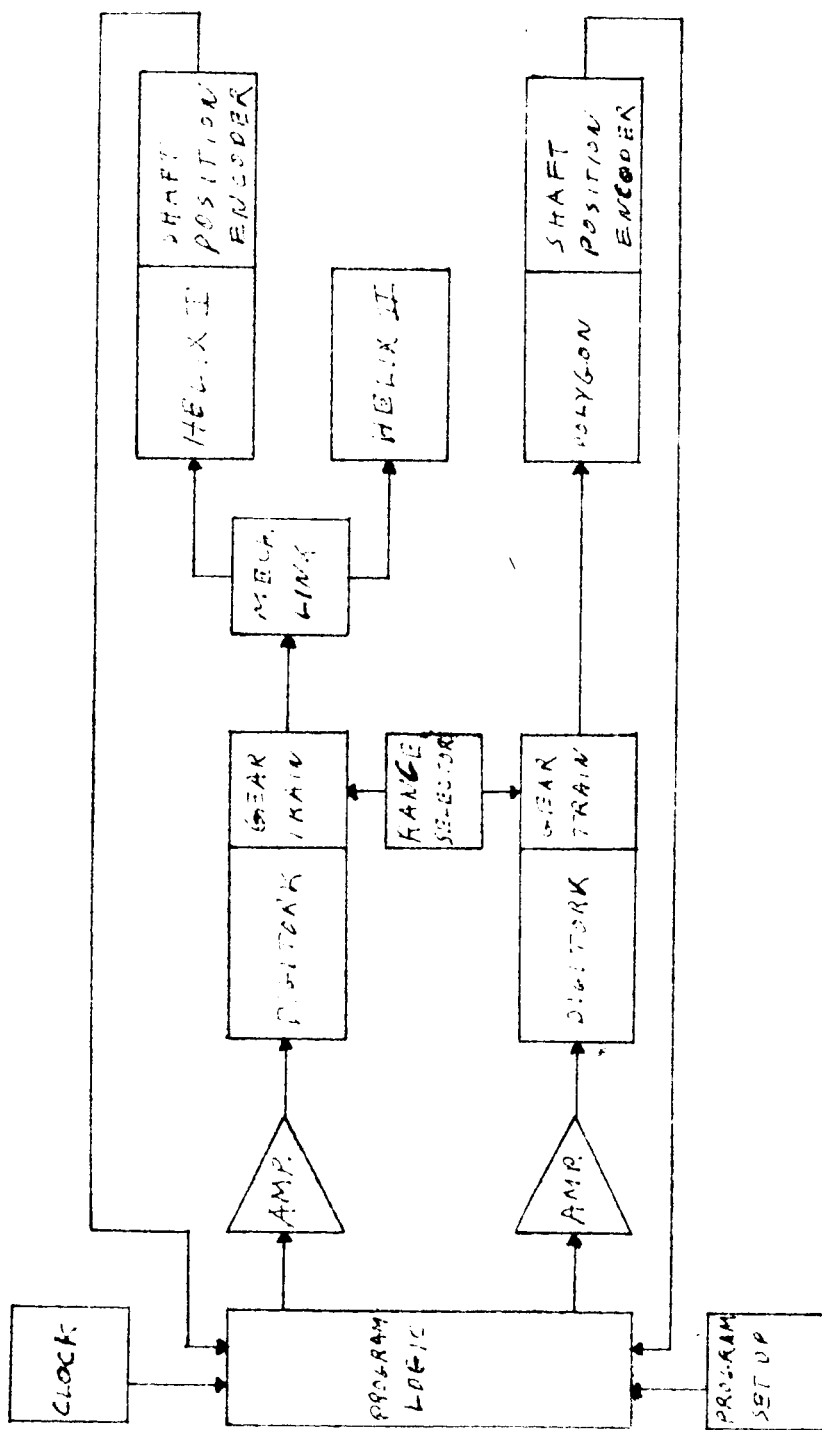 CLOCK
PROGRAM
LOGIC
PROGRAM
SET UP
AMP.
AMP.
DIGITORK
GEAR
TRAIN
RANGE
SELECTOR
DIGITORK
GEAR
TRAIN
MECH.
LINK
HELIX I
SHAFT
POSITION
ENCODER
HELIX II
POLYGON
SHAFT
POSITION
ENCODER